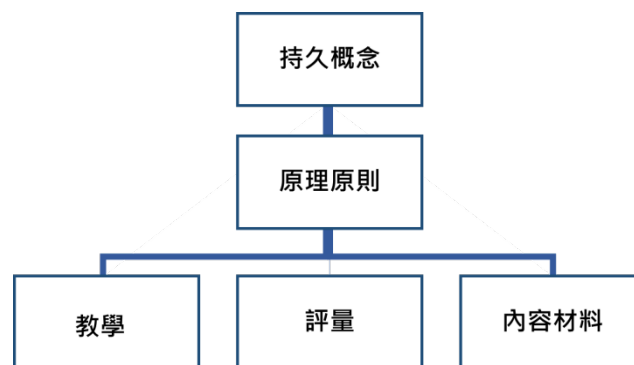 持久概念
原理原則
教學
評量
內容材料